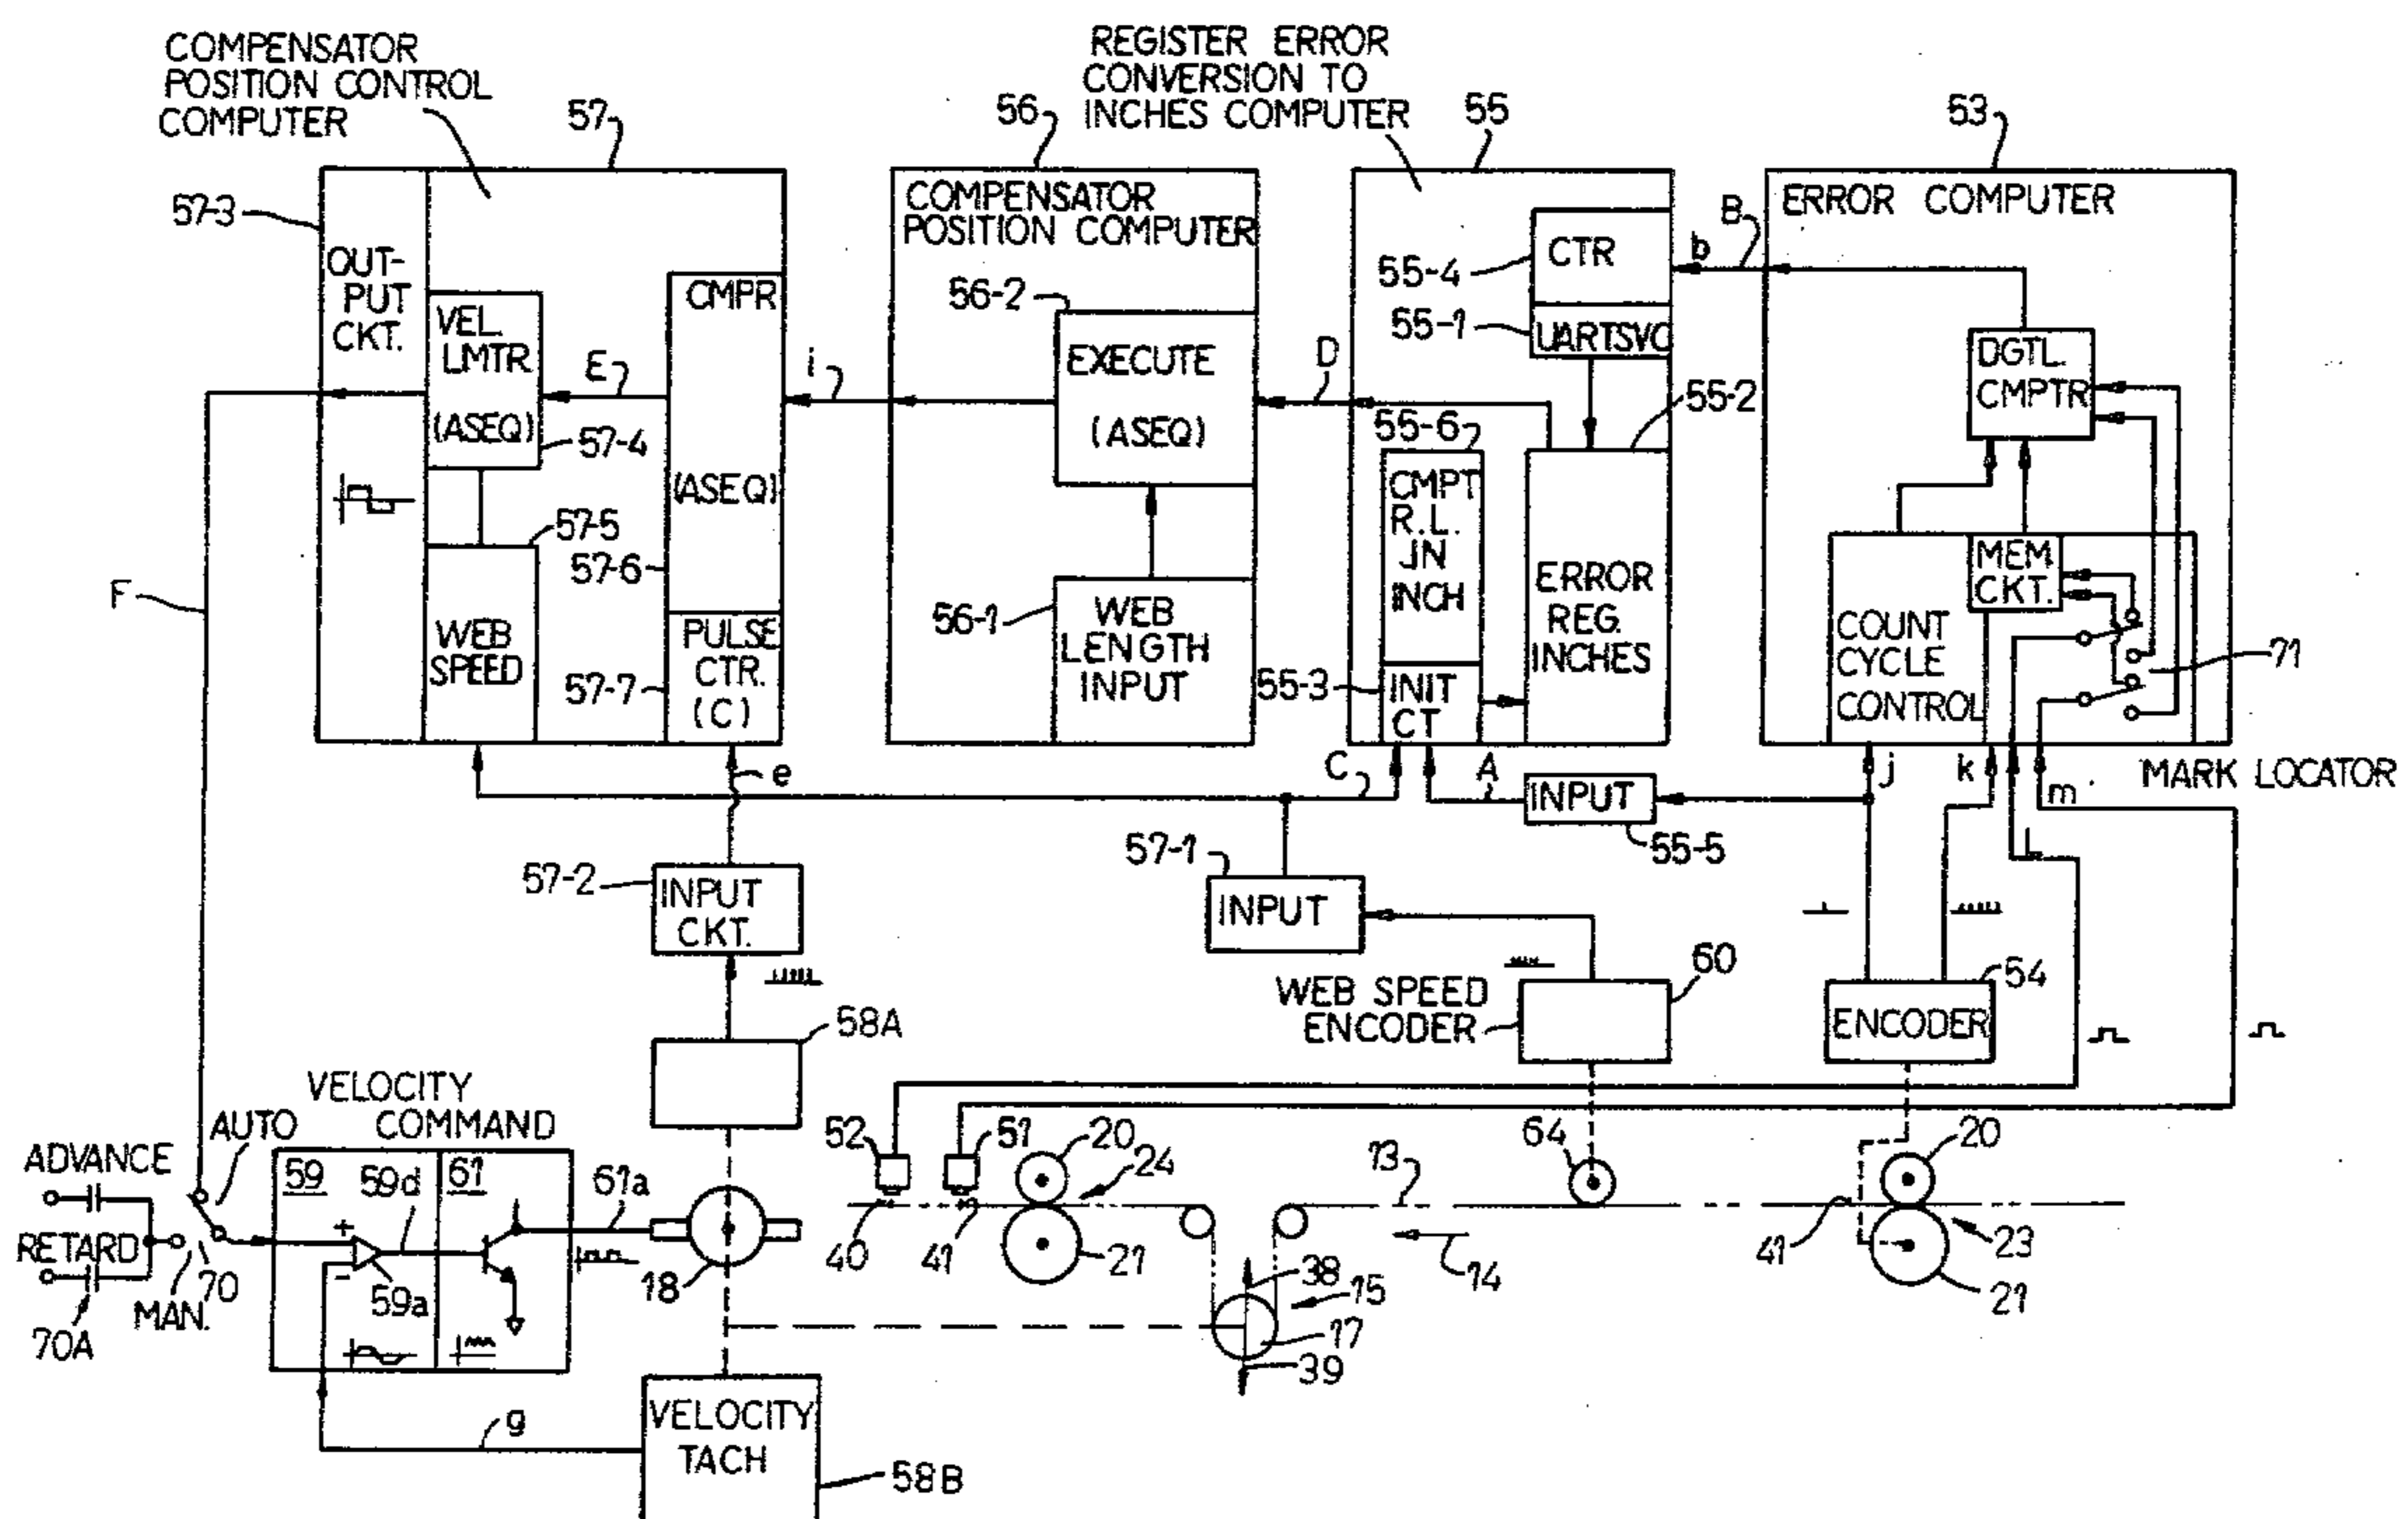 COMPENSATOR
POSITION CONTROL
COMPUTER
57
57-3
OUT-
PUT
CKT.
VEL.
LMTR.
(ASEQ)
57-4
57-5
WEB
SPEED
E
CMPR
(ASEQ)
57-6
PULSE
CTR.
(C)
57-7
i
56
COMPENSATOR
POSITION COMPUTER
56-2
EXECUTE
(ASEQ)
56-1
WEB
LENGTH
INPUT
D
REGISTER ERROR
CONVERSION TO
INCHES COMPUTER
55
CTR
55-4
55-1
UARTSVC
55-2
55-6
CMPT
R.L.
JN
INCH
ERROR
REG.
INCHES
55-3
INIT
CT
53
ERROR COMPUTER
B
b
DGTL.
CMPTR
MEM.
CKT.
COUNT
CYCLE
CONTROL
71
MARK LOCATOR
F
e
C
A
INPUT
55-5
j
k
L
m
57-2
INPUT
CKT.
57-1
INPUT
58A
WEB SPEED
ENCODER
60
54
ENCODER
VELOCITY
COMMAND
AUTO
ADVANCE
RETARD
MAN.
70
70A
59
59d
59a
61
61a
18
52
51
40
41
20
24
21
64
13
14
38
15
17
39
41
20
23
21
g
VELOCITY
TACH
58B